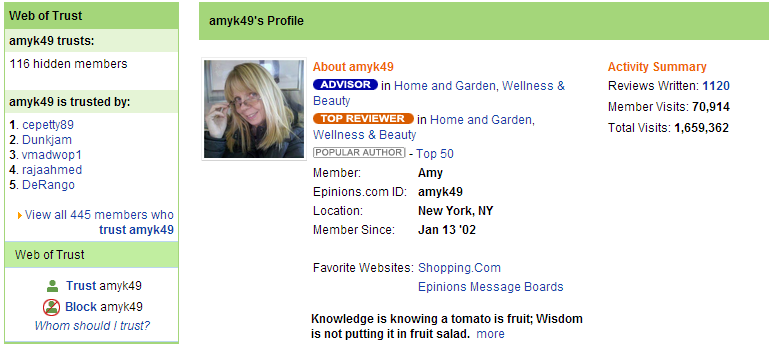 Web of Trust
amyk49 trusts:
116 hidden members
amyk49 is trusted by:
1. cepetty89
2. Dunkjam
3. vmadwop1
4. rajaahmed
5. DeRango
View all 445 members who
trust amyk49
Web of Trust
Trust amyk49
Block amyk49
Whom should I trust?
amyk49's Profile
About amyk49
ADVISOR in Home and Garden, Wellness &
Beauty
TOP REVIEWER in Home and Garden,
Wellness & Beauty
POPULAR AUTHOR - Top 50
Member: Amy
Epinions.com ID: amyk49
Location: New York, NY
Member Since: Jan 13 '02
Favorite Websites: Shopping.Com
Epinions Message Boards
Knowledge is knowing a tomato is fruit; Wisdom
is not putting it in fruit salad. more
Activity Summary
Reviews Written: 1120
Member Visits: 70,914
Total Visits: 1,659,362